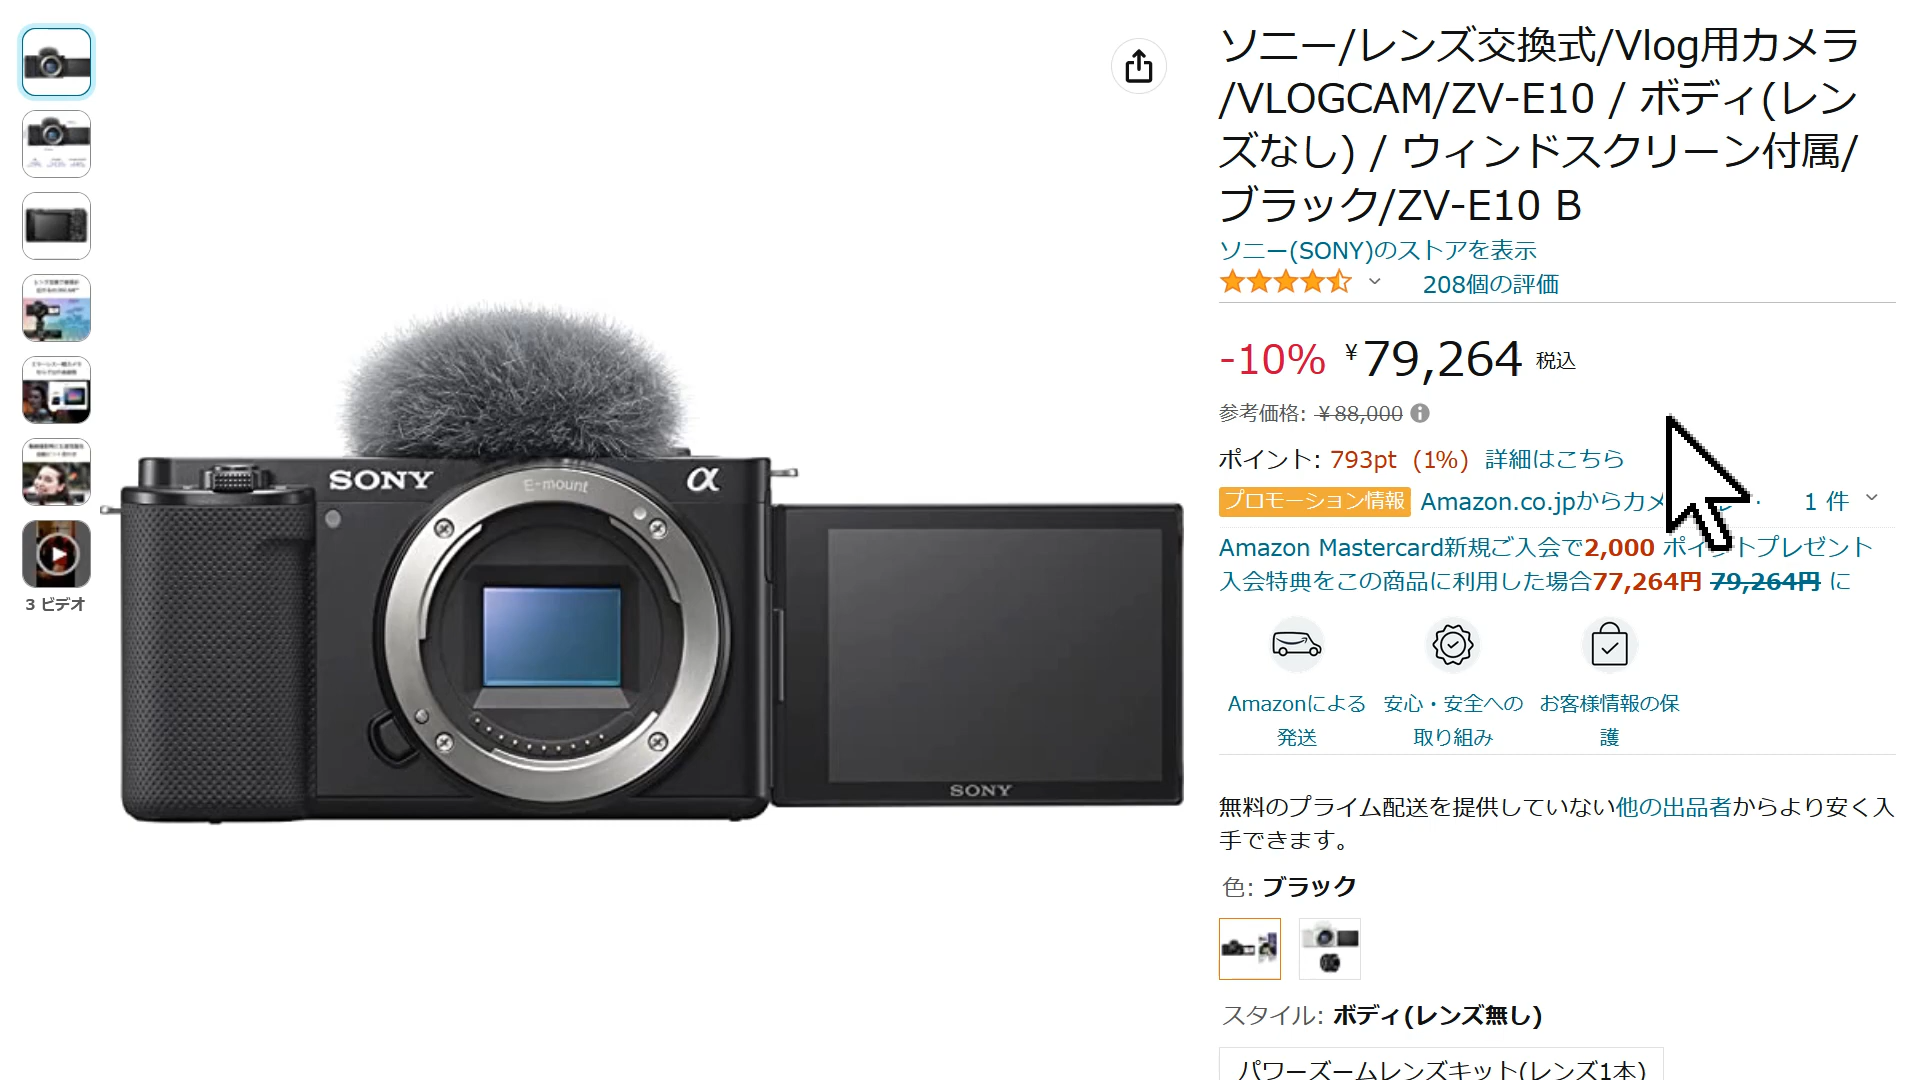 ソニー/レンズ交換式/Vlog用カメラ
/VLOGCAM/ZV-E10 / ボディ(レン
ズなし) / ウィンドスクリーン付属/
ブラック/ZV-E10 B
ソニー(SONY)のストアを表示
208個の評価
-10% ¥79,264 税込
参考価格: ¥88,000
ポイント: 793pt (1%) 詳細はこちら
プロモーション情報 Amazon.co.jpからカメ 1 件
Amazon Mastercard新規ご入会で2,000 ポイントプレゼント
入会特典をこの商品に利用した場合77,264円 79,264円 に
Amazonによる
発送
安心・安全への
取り組み
お客様情報の保
護
無料のプライム配送を提供していない他の出品者からより安く入
手できます。
色: ブラック
スタイル: ボディ(レンズ無し)
パワーズームレンズキット(レンズ1本)
3 ビデオ
SONY
α
E-mount
SONY